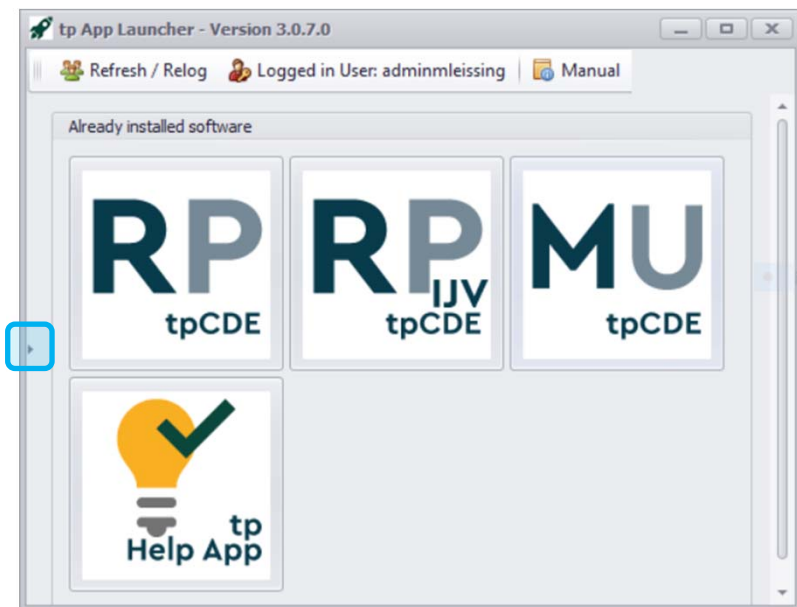 tp App Launcher - Version 3.0.7.0
Refresh / Relog Logged in User: adminmleissing Manual
Already installed software
RP
tpCDE
RP
IJV
tpCDE
MU
tpCDE
tp
Help App